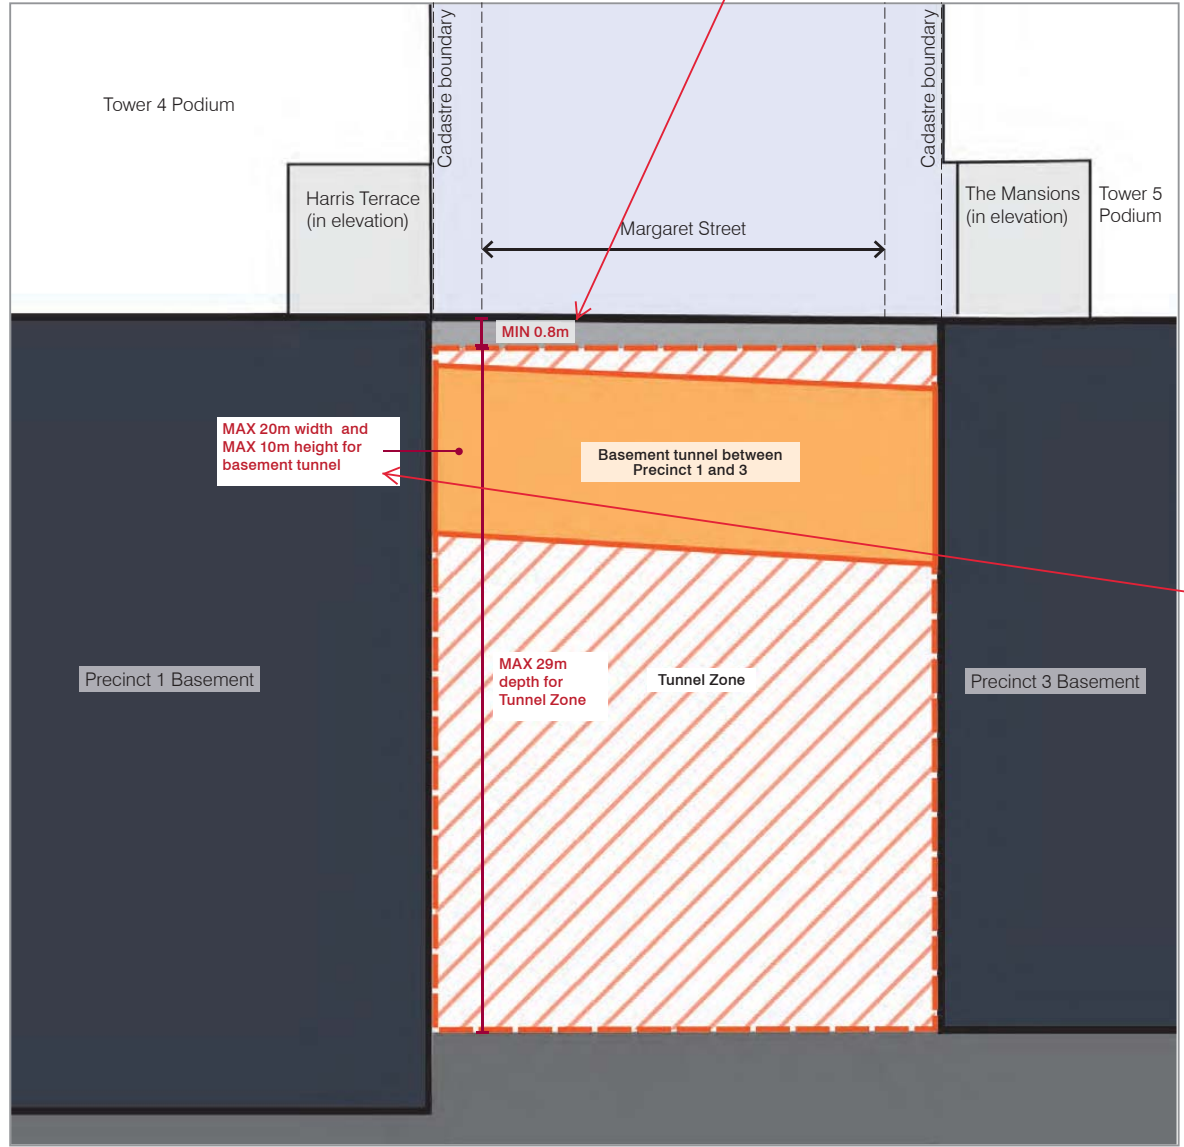 Cadastre boundary
Cadastre boundary
Tower 4 Podium
Harris Terrace
(in elevation)
The Mansions
(in elevation)
Tower 5
Podium
Margaret Street
MIN 0.8m
MAX 20m width and
MAX 10m height for
basement tunnel
Basement tunnel between
Precinct 1 and 3
MAX 29m
depth for
Tunnel Zone
Tunnel Zone
Precinct 1 Basement
Precinct 3 Basement